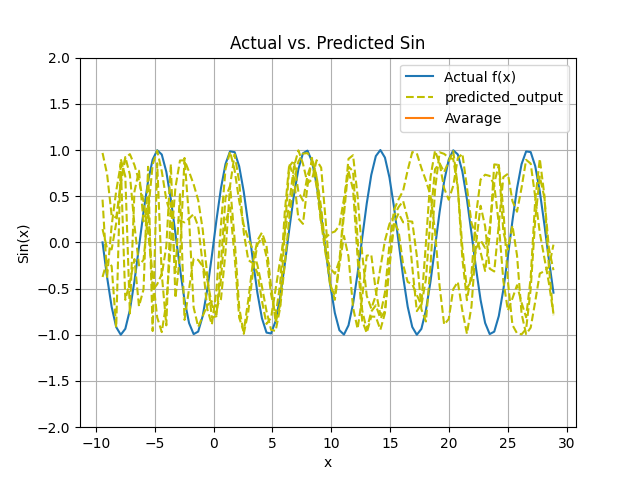 Actual vs. Predicted Sin
Actual f(x)
predicted_output
Avarage
2.0
1.5
1.0
0.5
0.0
−0.5
−1.0
−1.5
−2.0
Sin(x)
−10 −5 0 5 10 15 20 25 30
x